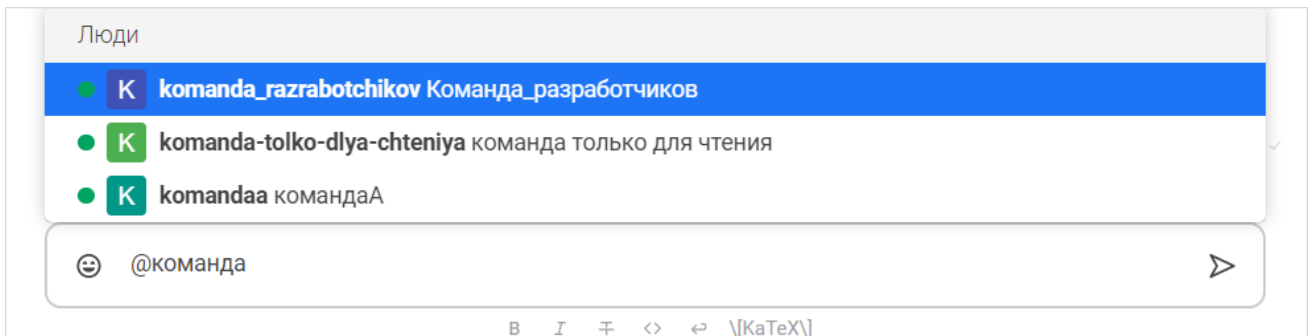 Люди
K komanda_razrabotchikov Команда_разработчиков
K komanda-tolko-dlya-chteniya команда только для чтения
K komandaa командаА
@команда
B I T <> \[KaTeX\]